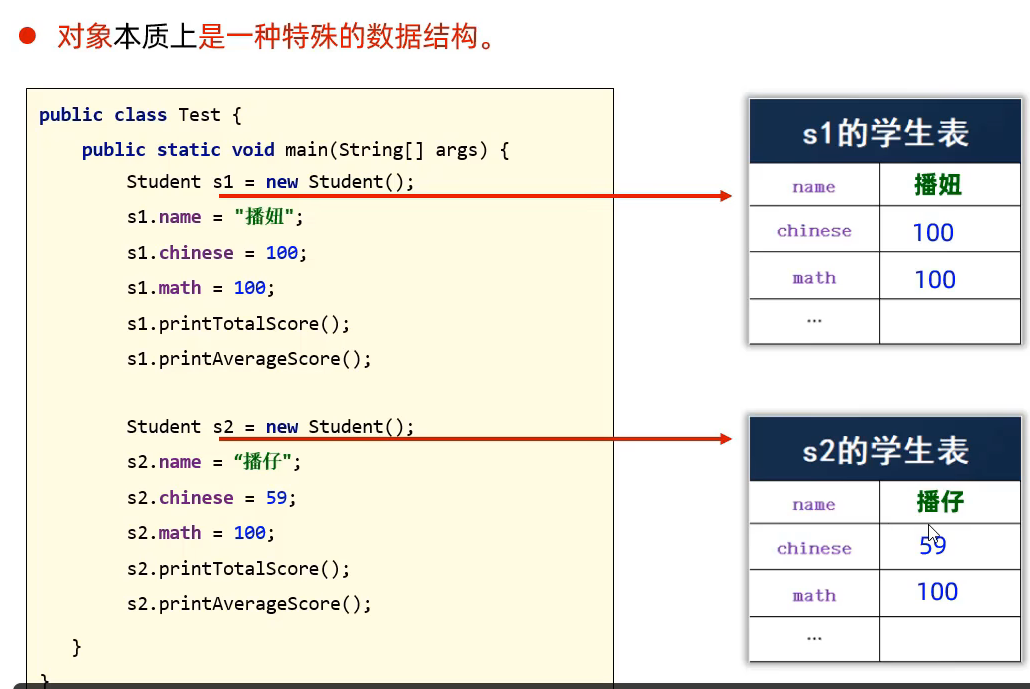 ● 对象本质上是一种特殊的数据结构。
public class Test {
public static void main(String[] args) {
Student s1 = new Student();
s1.name = "播妞";
s1.chinese = 100;
s1.math = 100;
s1.printTotalScore();
s1.printAverageScore();
Student s2 = new Student();
s2.name = “播仔";
s2.chinese = 59;
s2.math = 100;
s2.printTotalScore();
s2.printAverageScore();
}
}
s1的学生表
name 播妞
chinese 100
math 100
...
s2的学生表
name 播仔
chinese 59
math 100
...